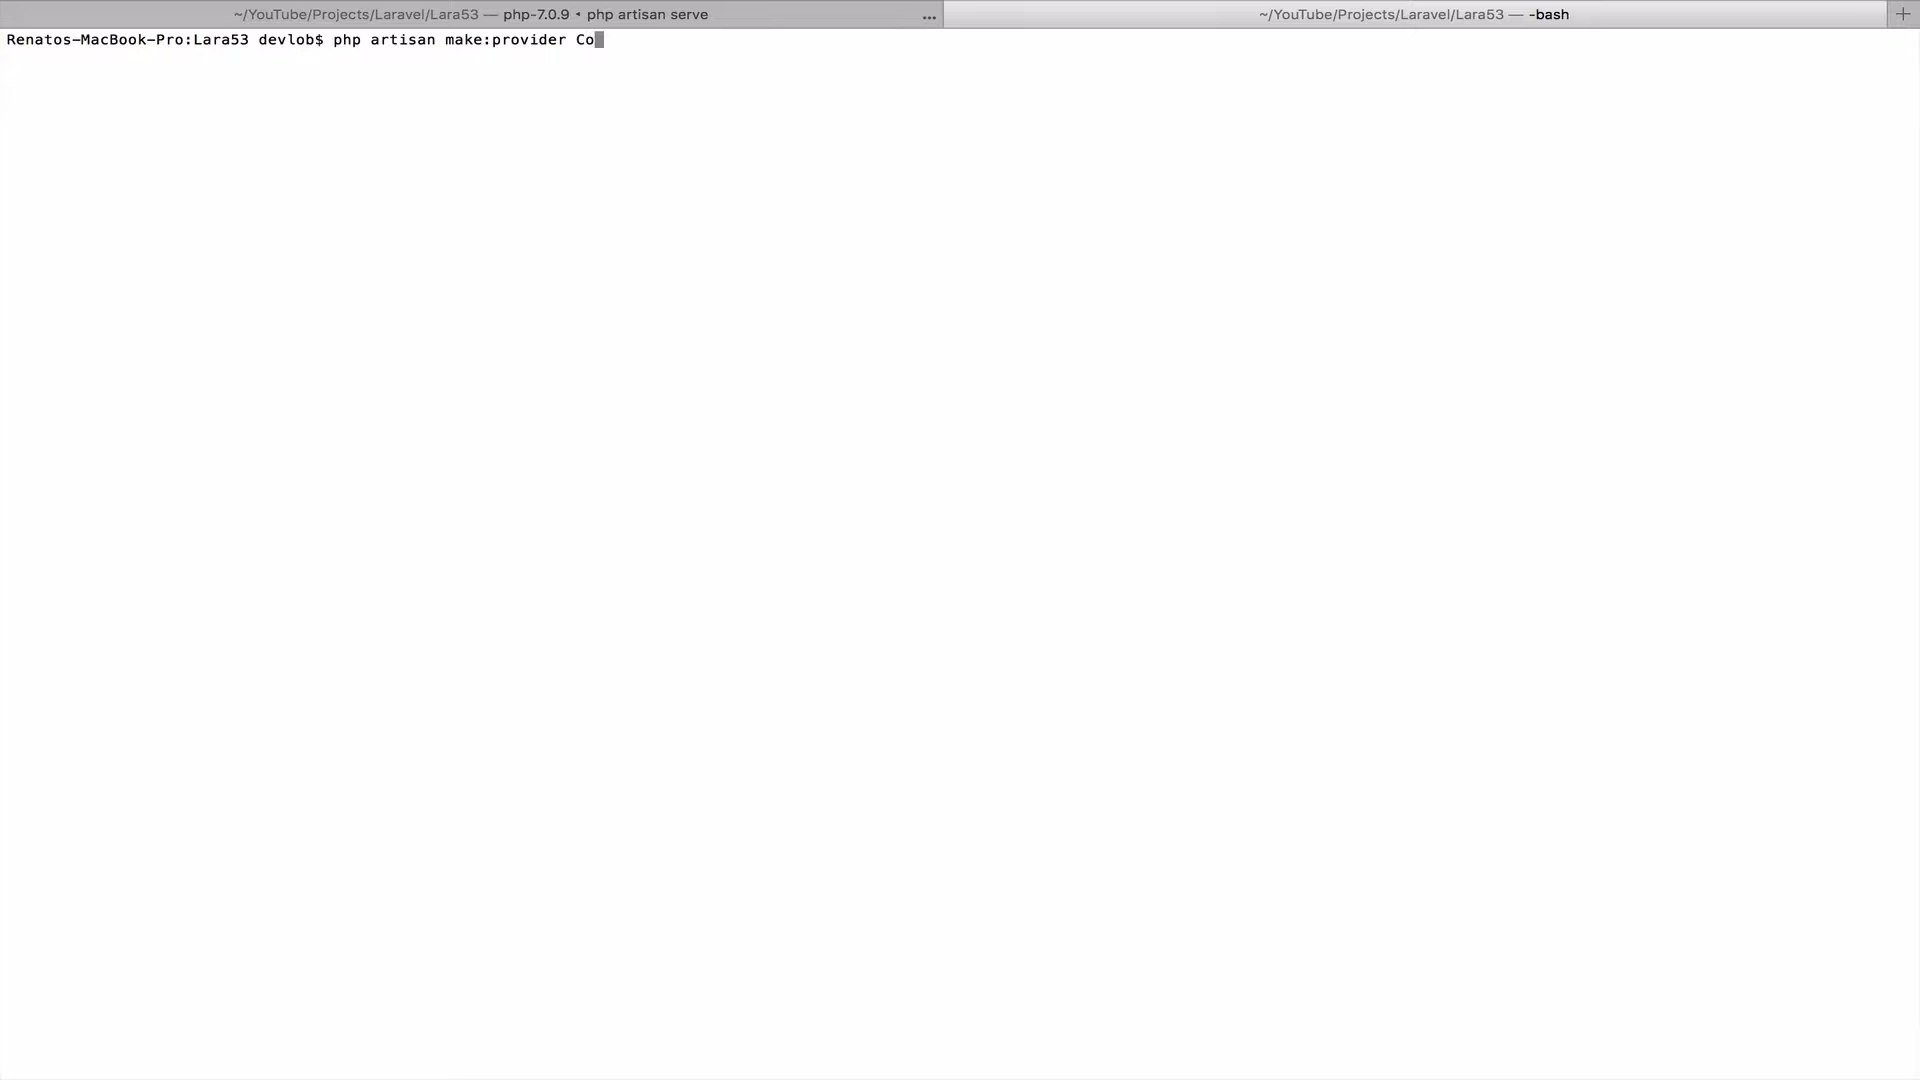 ~/YouTube/Projects/Laravel/Lara53 — php-7.0.9 • php artisan serve ...
~/YouTube/Projects/Laravel/Lara53 — -bash +
Renatos-MacBook-Pro:Lara53 devlob$ php artisan make:provider Co